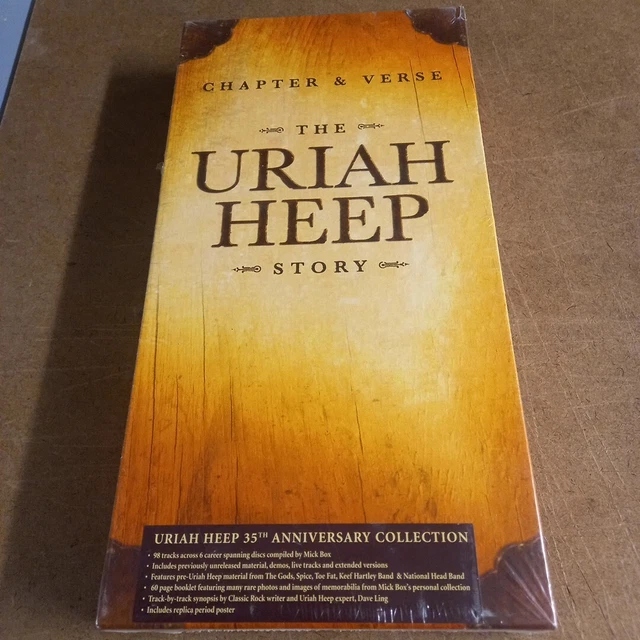 CHAPTER & VERSE
THE
URIAH
HEEP
STORY
URIAH HEEP 35TH ANNIVERSARY COLLECTION
• 98 tracks across 6 career spanning discs compiled by Mick Box
• Includes previously unreleased material, demos, live tracks and extended versions
• Features pre-Uriah Heep material from The Gods, Spice, Toe Fat, Keef Hartley Band & National Head Band
• 60 page booklet featuring many rare photos and images of memorabilia from Mick Box's personal collection
• Track-by-track synopsis by Classic Rock writer and Uriah Heep expert, Dave Ling
• Includes replica period poster